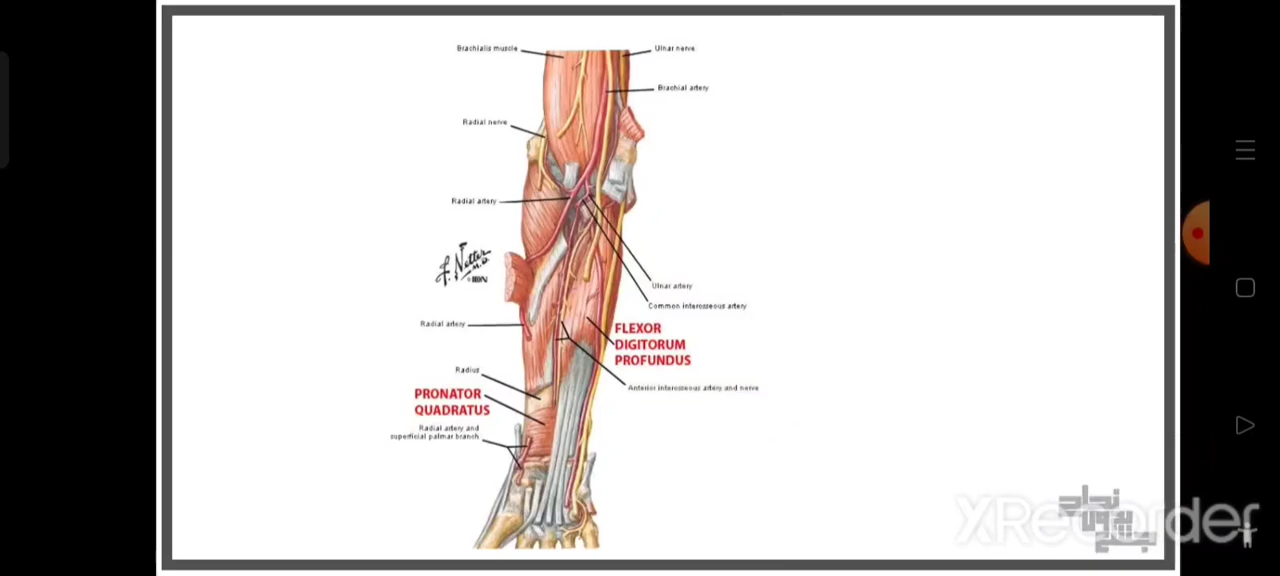 Brachialis muscle
Ulnar nerve
Brachial artery
Radial nerve
Radial artery
F. Netter
M.D.
Ulnar artery
Common interosseous artery
Radial artery
FLEXOR
DIGITORUM
PROFUNDUS
Radius
Anterior interosseous artery and nerve
PRONATOR
QUADRATUS
Radial artery and
superficial palmar branch
XRecorder